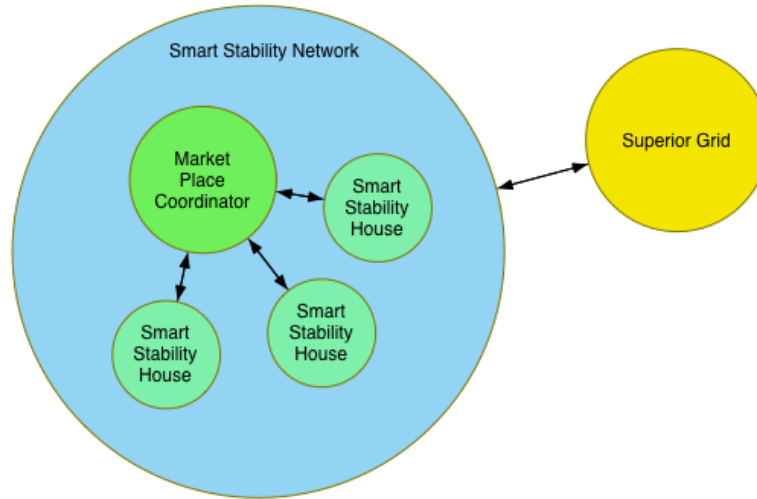 Smart Stability Network
Market
Place
Coordinator
Smart
Stability
House
Smart
Stability
House
Smart
Stability
House
Superior Grid